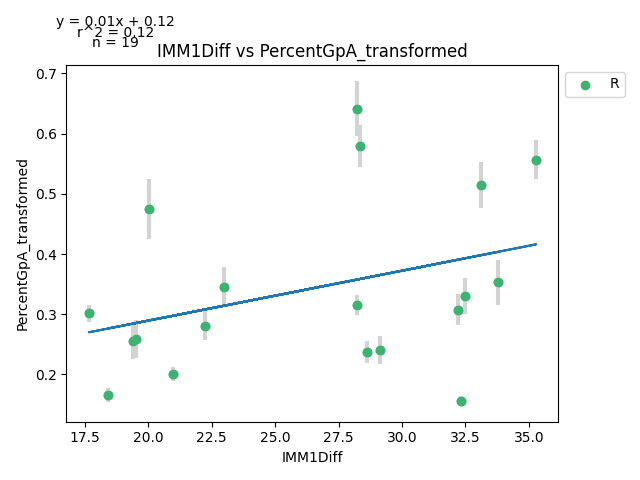 y = 0.01x + 0.12
r^2 = 0.12
n = 19
IMM1Diff vs PercentGpA_transformed
R
PercentGpA_transformed
0.7
0.6
0.5
0.4
0.3
0.2
17.5 20.0 22.5 25.0 27.5 30.0 32.5 35.0
IMM1Diff